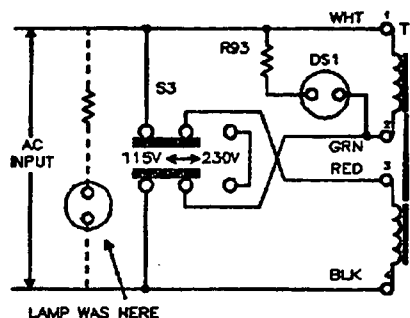 WHT
1
T
R93
DS1
S3
AC
INPUT
115V
230V
2
GRN
RED
3
BLK
4
LAMP WAS HERE